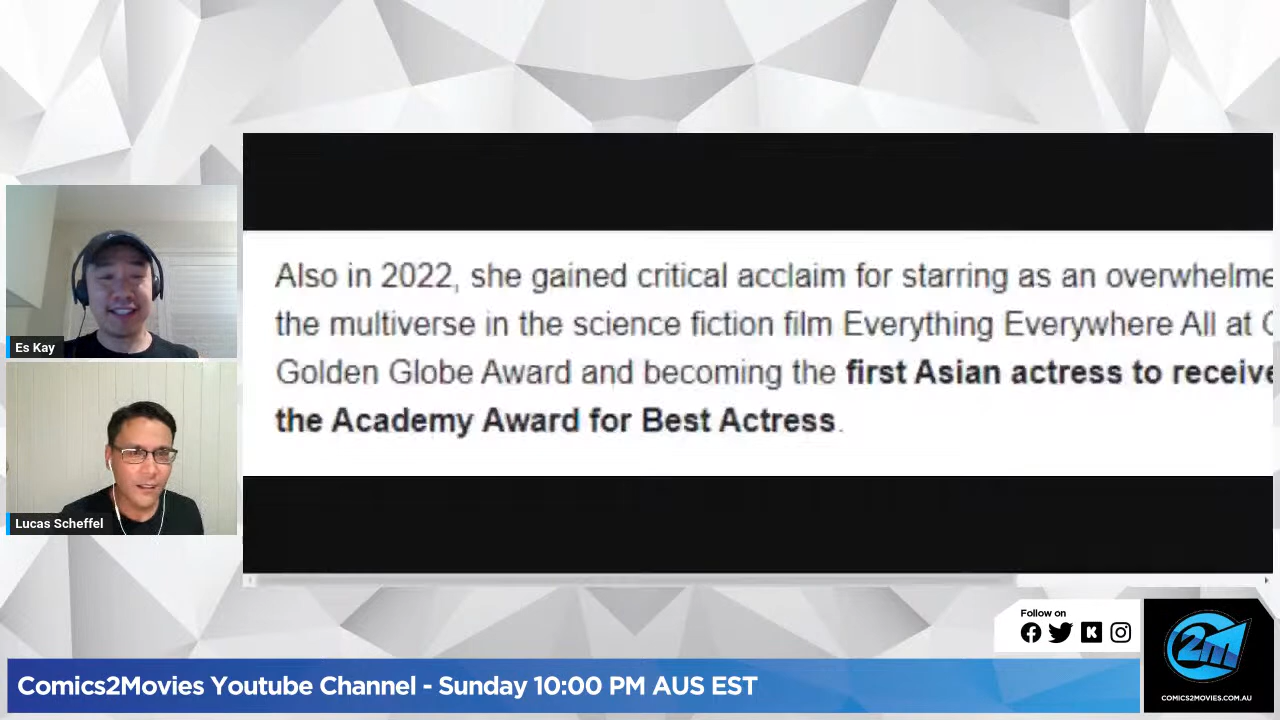 Also in 2022, she gained critical acclaim for starring as an
the multiverse in the science fiction film Everything Everywhere All at
Golden Globe Award and becoming the first Asian actress to
the Academy Award for Best Actress.
Es Kay
Lucas Scheffel
Follow on
2M
COMICS2MOVIES.COM.AU
Comics2Movies Youtube Channel - Sunday 10:00 PM AUS EST